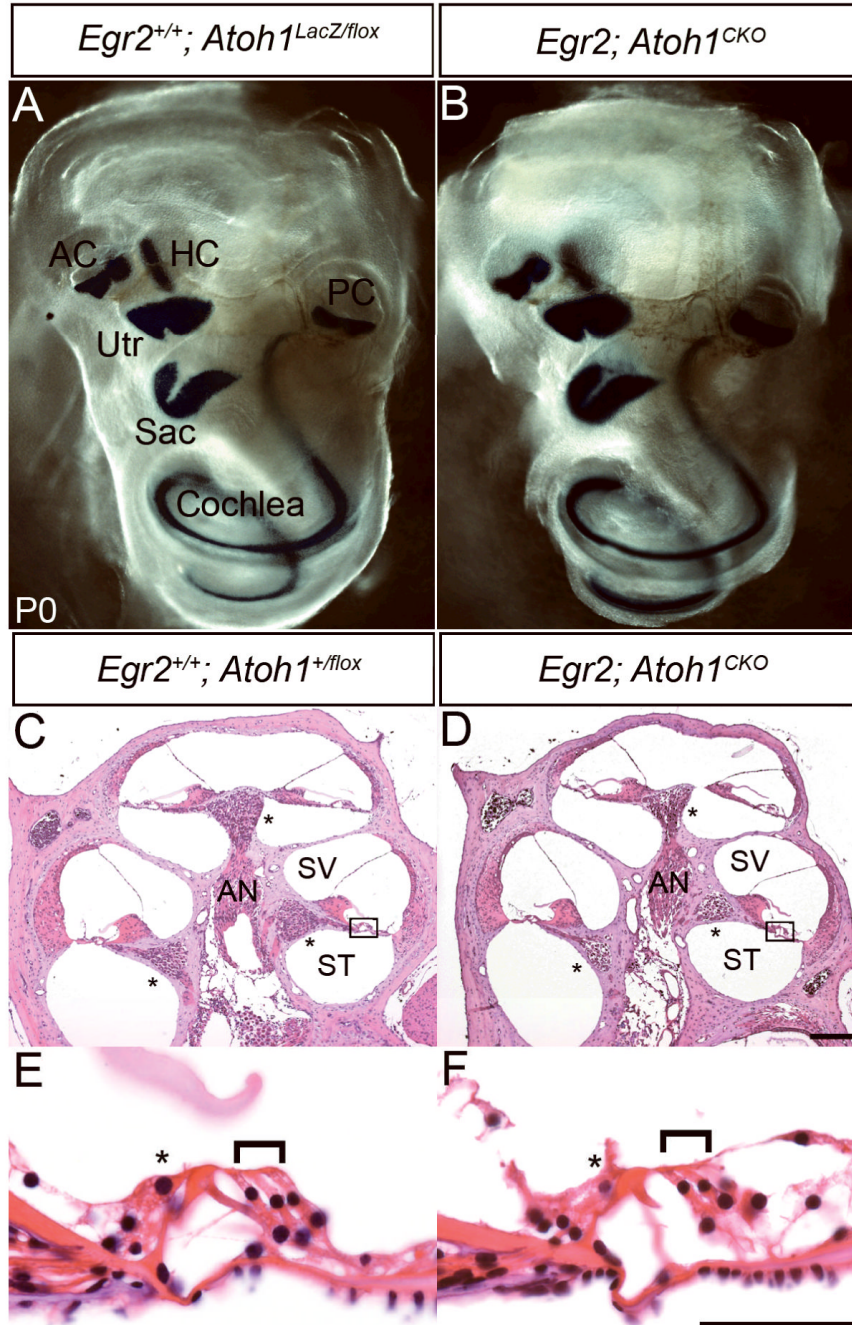 Egr2+/+; Atoh1LacZ/flox
Egr2; Atoh1CKO
A
B
AC
HC
PC
Utr
Sac
Cochlea
P0
Egr2+/+; Atoh1+/flox
Egr2; Atoh1CKO
C
D
SV
AN
*
ST
*
*
SV
AN
*
ST
*
*
E
F
*
*